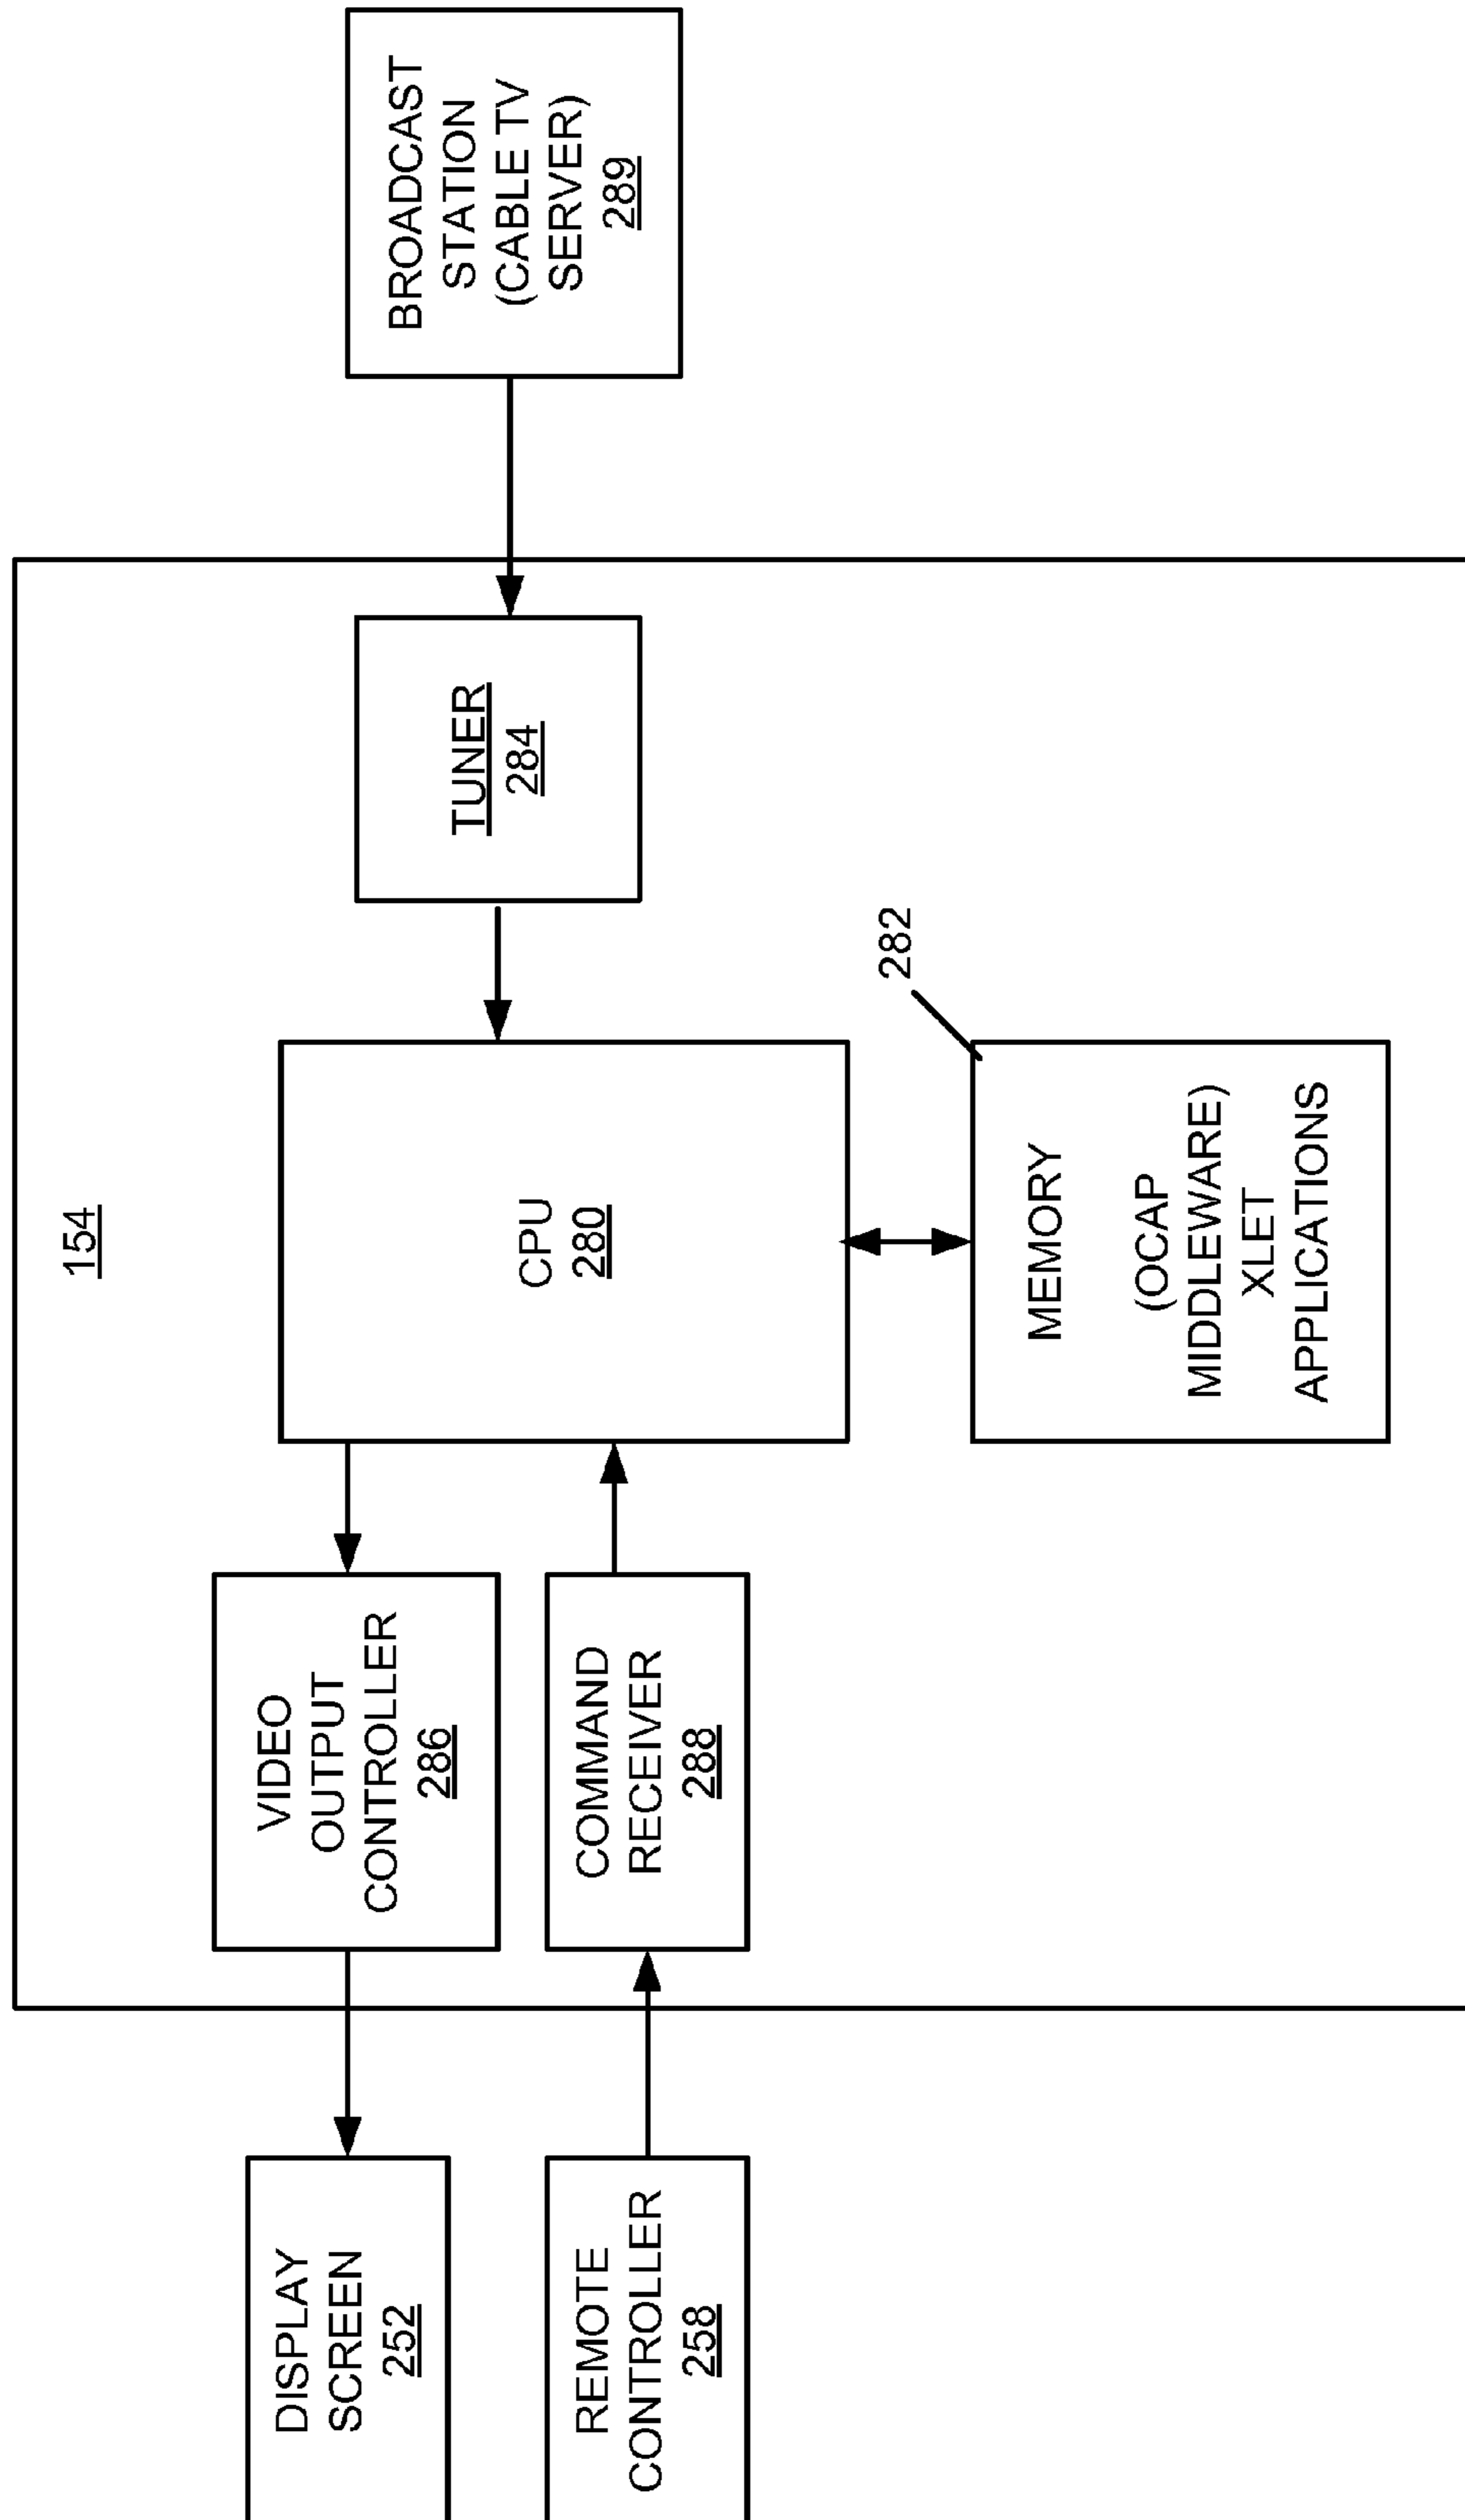 154
DISPLAY
SCREEN
252
VIDEO
OUTPUT
CONTROLLER
286
CPU
280
TUNER
284
BROADCAST
STATION
(CABLE TV
SERVER)
289
REMOTE
CONTROLLER
258
COMMAND
RECEIVER
288
282
MEMORY
(OCAP
MIDDLEWARE)
XLET
APPLICATIONS